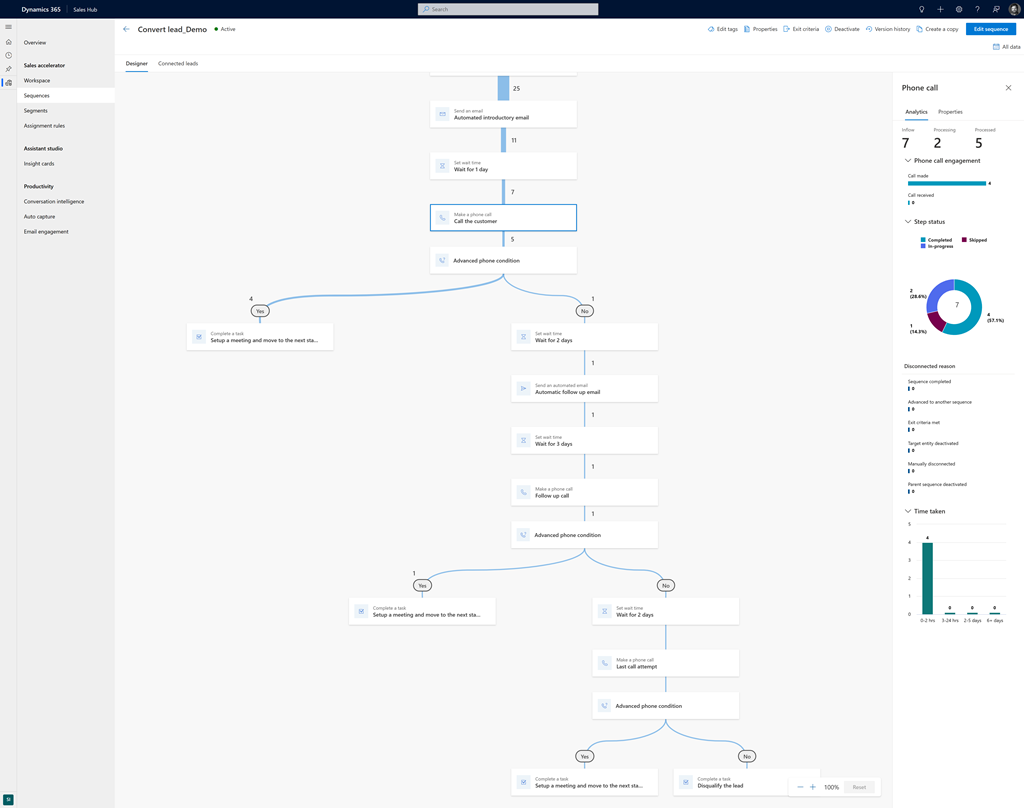 Dynamics 365
Sales Hub
Search
Convert lead_Demo
Active
Edit tags
Properties
Exit criteria
Deactivate
Version history
Create a copy
Edit sequence
All data
Overview
Sales accelerator
Workspace
Sequences
Segments
Assignment rules
Assistant studio
Insight cards
Productivity
Conversation intelligence
Auto capture
Email engagement
SI
Designer
Connected leads
25
Send an email
Automated introductory email
11
Set wait time
Wait for 1 day
7
Make a phone call
Call the customer
5
Advanced phone condition
4
Yes
1
No
Complete a task
Setup a meeting and move to the next sta...
Set wait time
Wait for 2 days
1
Send an automated email
Automatic follow up email
1
Set wait time
Wait for 3 days
1
Make a phone call
Follow up call
1
Advanced phone condition
1
Yes
No
Complete a task
Setup a meeting and move to the next sta...
Set wait time
Wait for 2 days
Make a phone call
Last call attempt
Advanced phone condition
Yes
No
Complete a task
Setup a meeting and move to the next sta...
Complete a task
Disqualify the lead
100%
Reset
Phone call
Analytics
Properties
Inflow
Processing
Processed
7
2
5
Phone call engagement
Call made
4
Call received
0
Step status
Completed
Skipped
In-progress
2
(28.6%)
7
4
(57.1%)
1
(14.3%)
Disconnected reason
Sequence completed
0
Advanced to another sequence
0
Exit criteria met
0
Target entity deactivated
0
Manually disconnected
0
Parent sequence deactivated
0
Time taken
5
4
3
2
1
0
4
0
0
0
0-2 hrs
3-24 hrs
2-5 days
6+ days